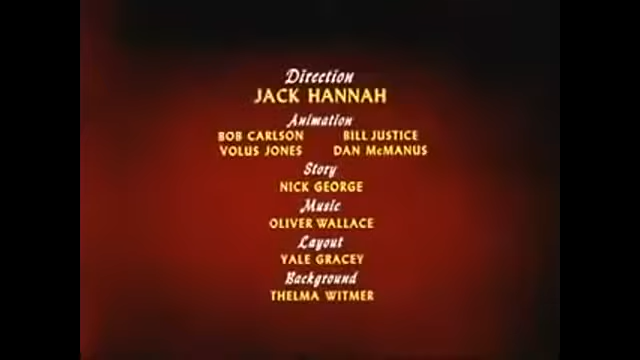 Direction
JACK HANNAH
Animation
BOB CARLSON BILL JUSTICE
VOLUS JONES DAN McMANUS
Story
NICK GEORGE
Music
OLIVER WALLACE
Layout
YALE GRACEY
Background
THELMA WITMER